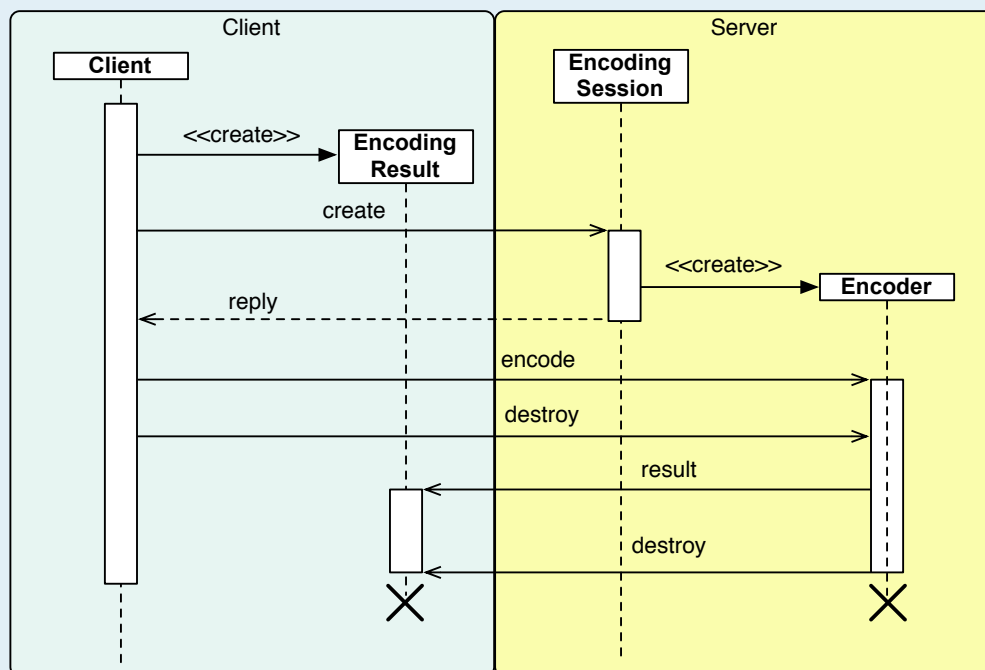 Client
Server
Client
Encoding
Session
<<create>>
Encoding
Result
create
<<create>>
Encoder
reply
encode
destroy
result
destroy